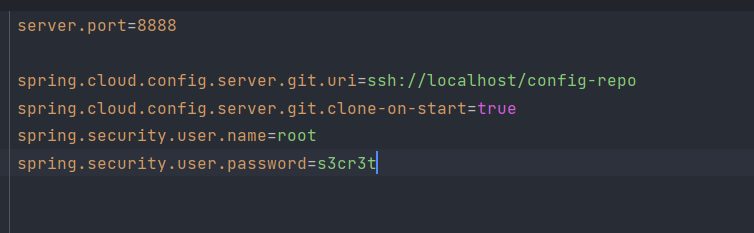 server.port=8888
spring.cloud.config.server.git.uri=ssh://localhost/config-repo
spring.cloud.config.server.git.clone-on-start=true
spring.security.user.name=root
spring.security.user.password=s3cr3t